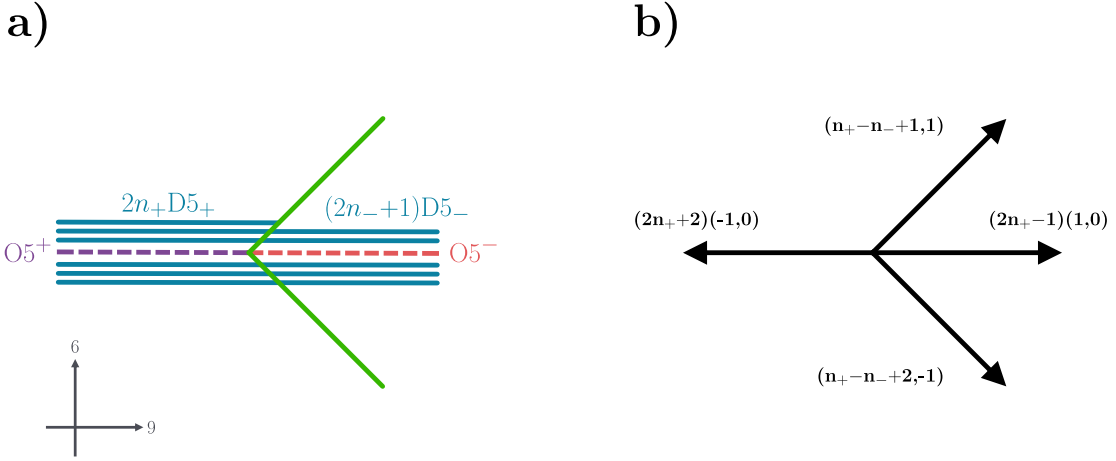 a)
2n₊D5₊
(2n₋+1)D5₋
O5⁺
O5⁻
6
9
b)
(n₊−n₋+1,1)
(2n₊+2)(-1,0)
(2n₊−1)(1,0)
(n₊−n₋+2,-1)